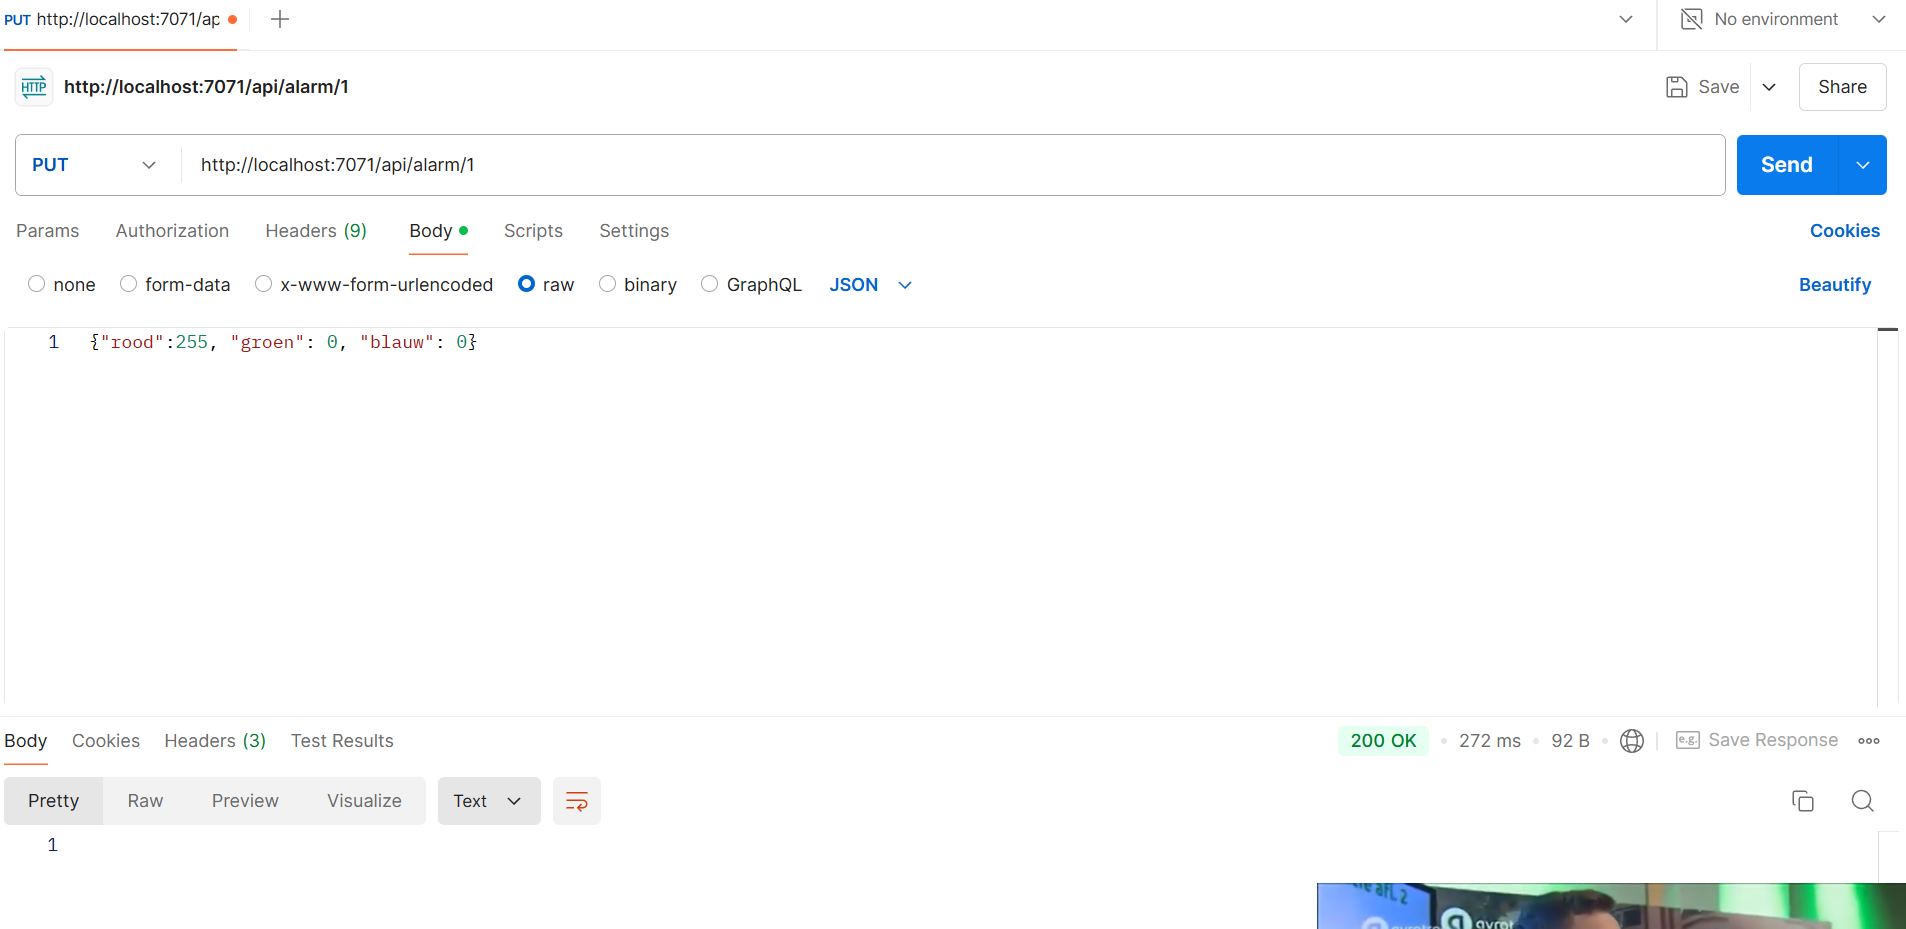 PUT http://localhost:7071/ap
No environment
HTTP http://localhost:7071/api/alarm/1
Save
Share
PUT http://localhost:7071/api/alarm/1
Send
Params Authorization Headers (9) Body Scripts Settings
Cookies
none form-data x-www-form-urlencoded raw binary GraphQL JSON
Beautify
1 {"rood":255, "groen": 0, "blauw": 0}
Body Cookies Headers (3) Test Results
200 OK 272 ms 92 B e.g. Save Response
Pretty Raw Preview Visualize Text
1
afl 2